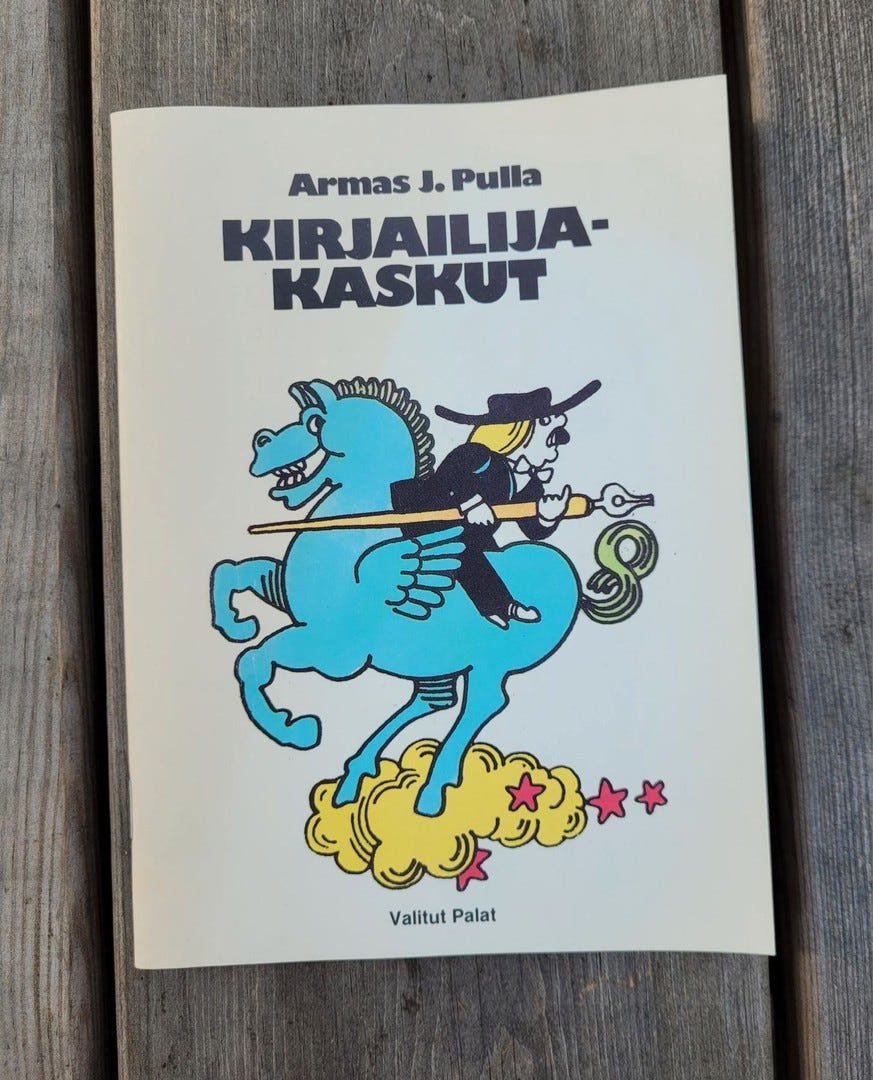 Armas J. Pulla
KIRJAILIJA-
KASKUT
Valitut Palat